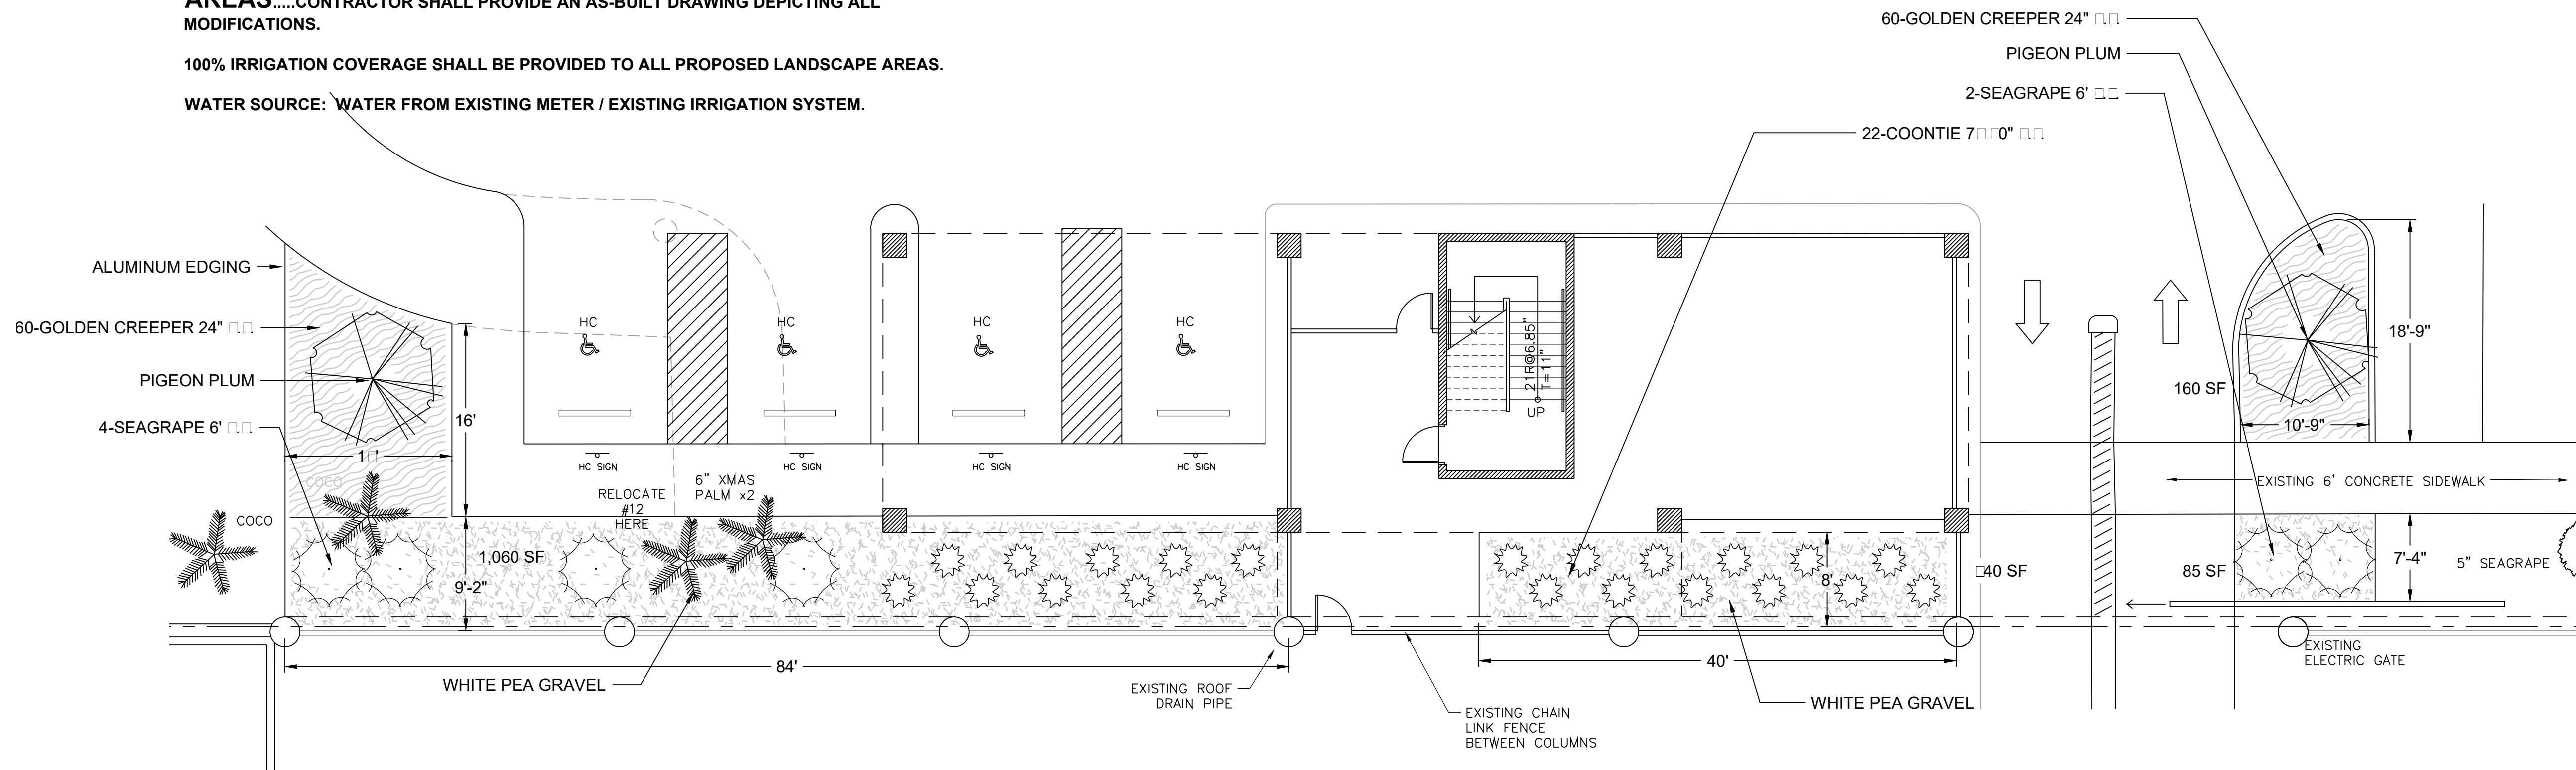 AREAS.....CONTRACTOR SHALL PROVIDE AN AS-BUILT DRAWING DEPICTING ALL
MODIFICATIONS.
100% IRRIGATION COVERAGE SHALL BE PROVIDED TO ALL PROPOSED LANDSCAPE AREAS.
WATER SOURCE: WATER FROM EXISTING METER / EXISTING IRRIGATION SYSTEM.
60-GOLDEN CREEPER 24"
PIGEON PLUM
2-SEAGRAPE 6'
22-COONTIE
ALUMINUM EDGING
60-GOLDEN CREEPER 24"
PIGEON PLUM
4-SEAGRAPE 6'
16'
COCO
COCO
HC
HC
HC
HC
HC SIGN
HC SIGN
HC SIGN
HC SIGN
RELOCATE
#12
HERE
6" XMAS
PALM x2
1,060 SF
9'-2"
84'
WHITE PEA GRAVEL
EXISTING ROOF
DRAIN PIPE
21R@6.85"
T=11"
UP
8'
40'
EXISTING CHAIN
LINK FENCE
BETWEEN COLUMNS
WHITE PEA GRAVEL
160 SF
18'-9"
10'-9"
EXISTING 6' CONCRETE SIDEWALK
85 SF
7'-4"
5" SEAGRAPE
EXISTING
ELECTRIC GATE